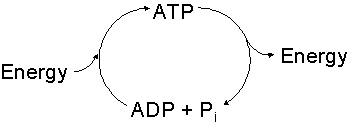 ATP
Energy
Energy
ADP + Pi